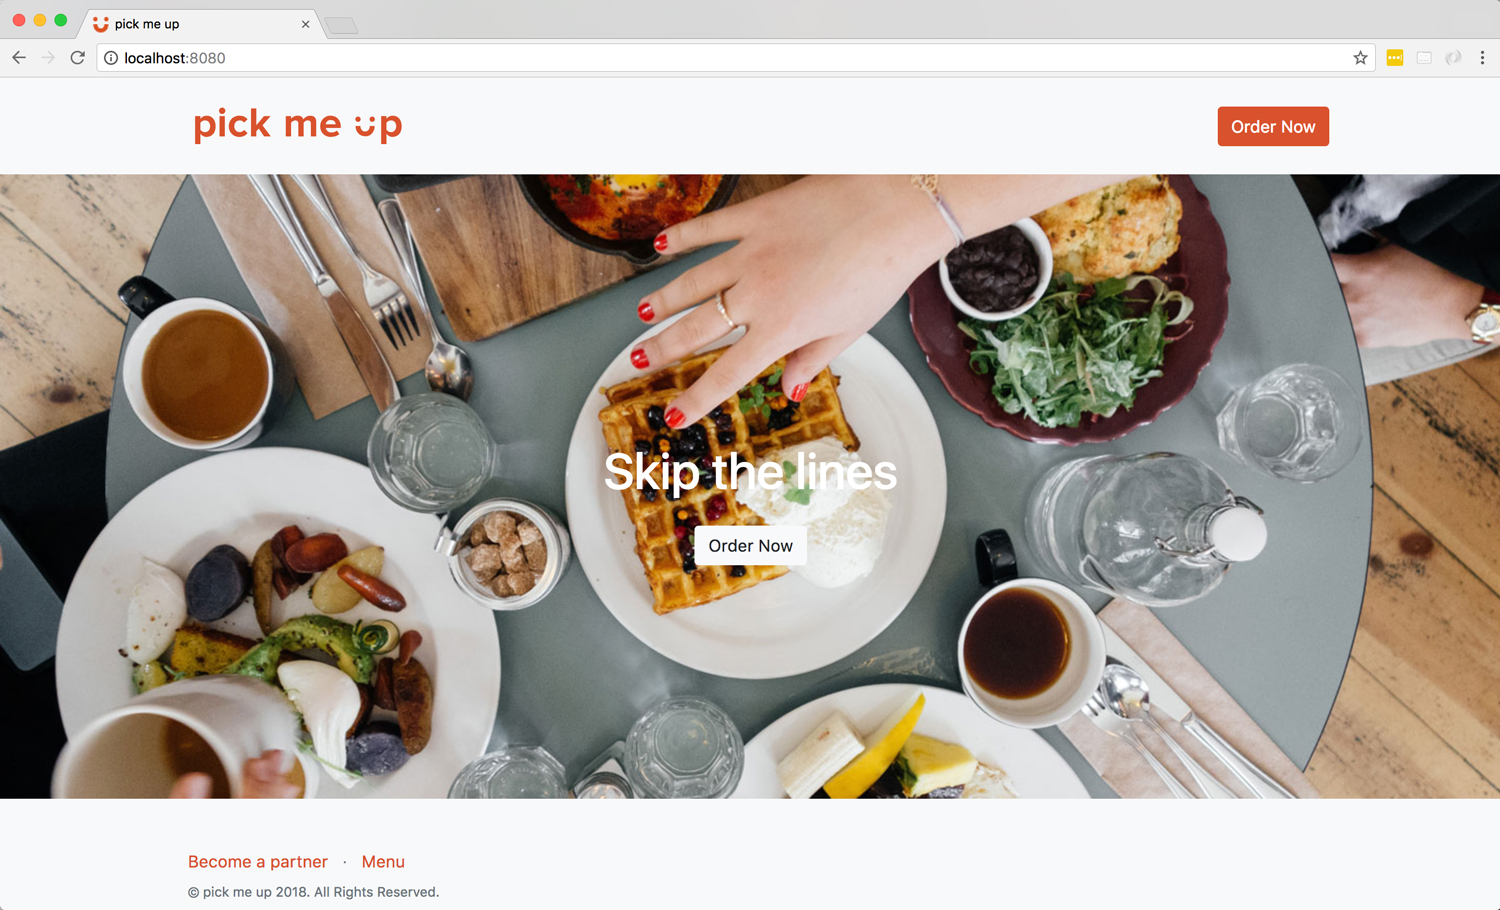 pick me up
localhost:8080
pick me up
Order Now
Skip the lines
Order Now
Become a partner · Menu
© pick me up 2018. All Rights Reserved.